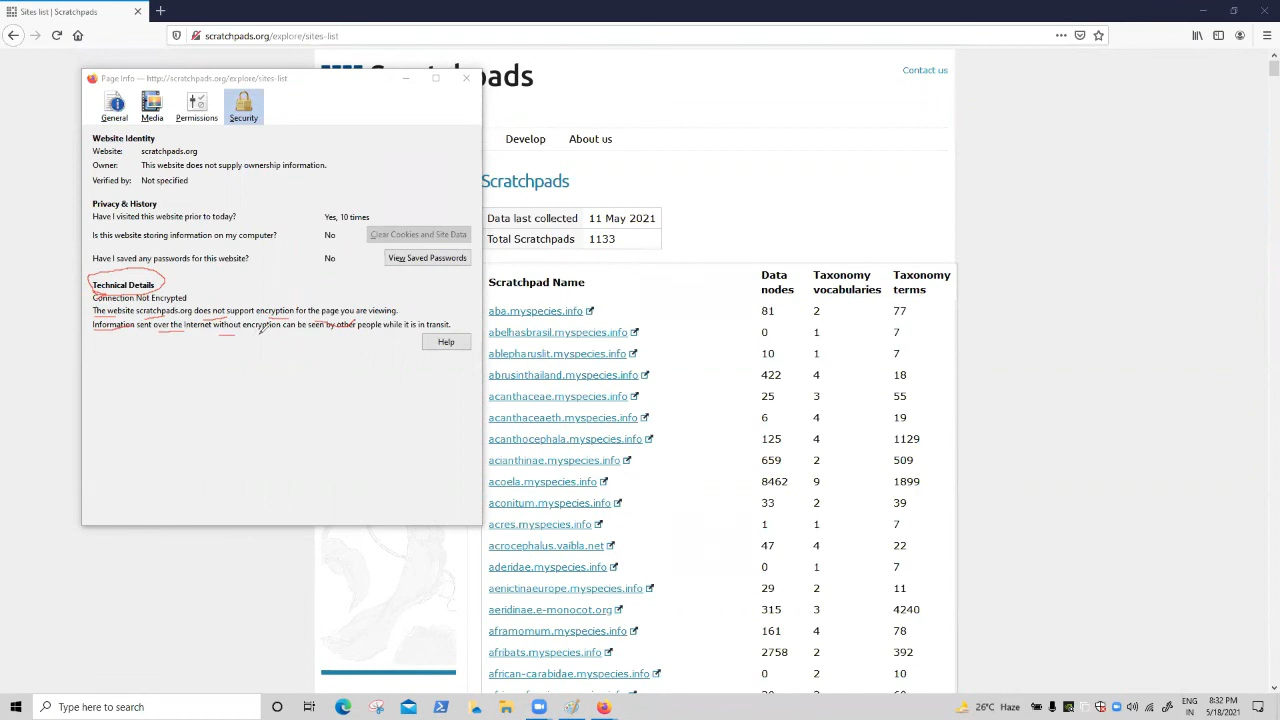 Sites list
scratchpads.org/explore/sites-list
Page Info — http://scratchpads.org/explore/sites-list
General
Media
Permissions
Security
Website Identity
Website: scratchpads.org
Owner: This website does not supply ownership information.
Verified by: Not specified
Privacy & History
Have I visited this website prior to today? Yes, 10 times
Is this website storing information on my computer? No Clear Cookies and Site Data
Have I saved any passwords for this website? No View Saved Passwords
Technical Details
Connection Not Encrypted
The website scratchpads.org does not support encryption for the page you are viewing.
Information sent over the Internet without encryption can be seen by other people while it is in transit.
Help
Contact us
Develop About us
Scratchpads
Data last collected 11 May 2021
Total Scratchpads 1133
Scratchpad Name Data nodes Taxonomy vocabularies Taxonomy terms
aba.myspecies.info 81 2 77
abelhasbrasil.myspecies.info 0 1 7
ablepharuslit.myspecies.info 10 1 7
abrusinthailand.myspecies.info 422 4 18
acanthaceae.myspecies.info 25 3 55
acanthaceaeth.myspecies.info 6 4 19
acanthocephala.myspecies.info 125 4 1129
acianthinae.myspecies.info 659 2 509
acoela.myspecies.info 8462 9 1899
aconitum.myspecies.info 33 2 39
acres.myspecies.info 1 1 7
acrocephalus.vaibla.net 47 4 22
aderidae.myspecies.info 0 1 7
aenictinaeurope.myspecies.info 29 2 11
aeridinae.e-monocot.org 315 3 4240
aframomum.myspecies.info 161 4 78
afribats.myspecies.info 2758 2 392
african-carabidae.myspecies.info 0 2 10
Type here to search
26°C Haze
ENG
IN
8:32 PM
5/18/2021